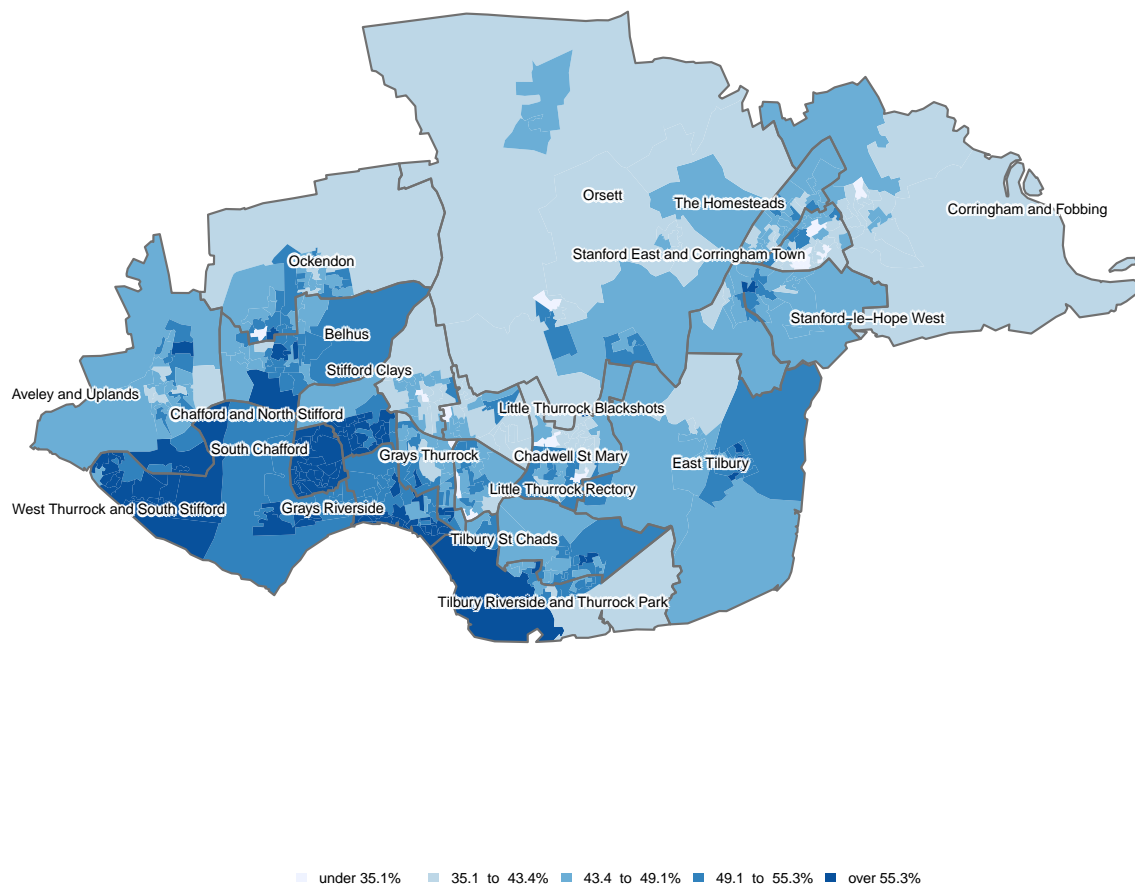 Orsett
The Homesteads
Corringham and Fobbing
Stanford East and Corringham Town
Ockendon
Stanford-le-Hope West
Belhus
Stifford Clays
Aveley and Uplands
Little Thurrock Blackshots
Chafford and North Stifford
South Chafford
Grays Thurrock
Chadwell St Mary
East Tilbury
Little Thurrock Rectory
West Thurrock and South Stifford
Grays Riverside
Tilbury St Chads
Tilbury Riverside and Thurrock Park
under 35.1% 35.1 to 43.4% 43.4 to 49.1% 49.1 to 55.3% over 55.3%